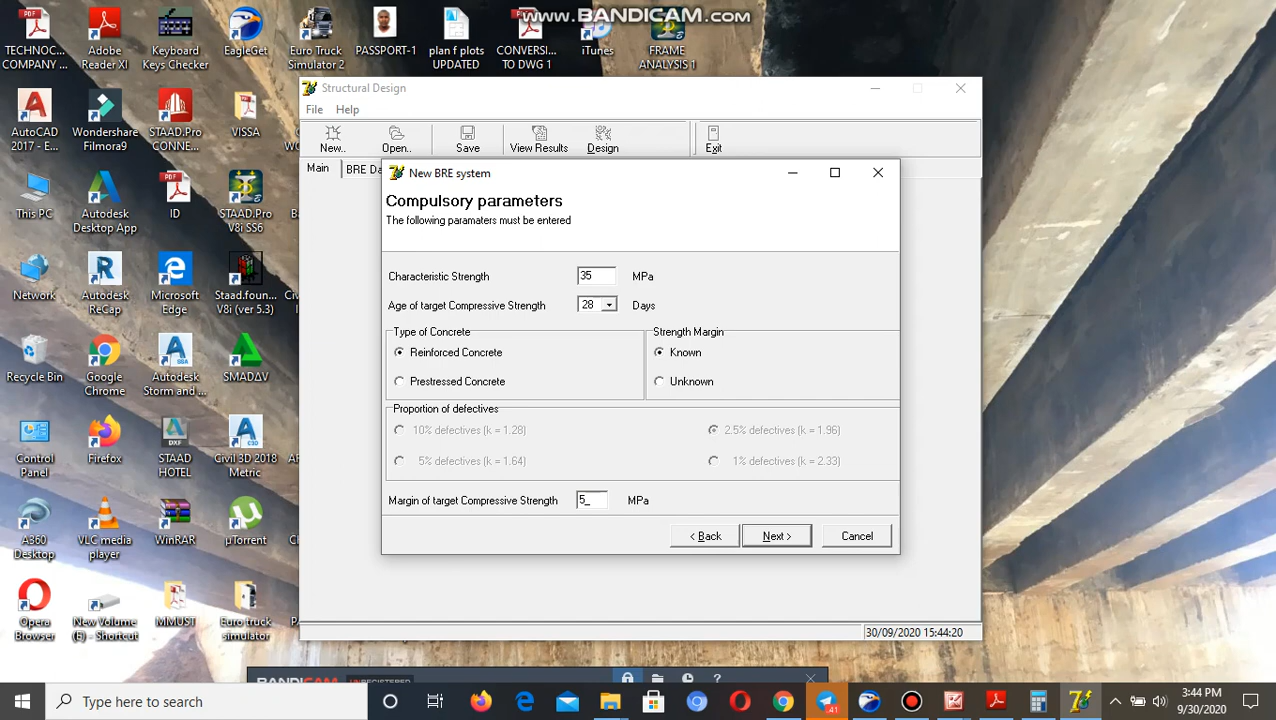 www.BANDICAM.com
TECHNOC...
COMPANY ...
Adobe
Reader XI
Keyboard
Keys Checker
EagleGet
Euro Truck
Simulator 2
PASSPORT-1
plan f plots
UPDATED
CONVERSI...
TO DWG 1
iTunes
FRAME
ANALYSIS 1
AutoCAD
2017 - E...
Wondershare
Filmora9
STAAD.Pro
CONNE...
VISSA
This PC
Autodesk
Desktop App
ID
STAAD.Pro
V8i SS6
Network
Autodesk
ReCap
Microsoft
Edge
Staad.foun...
V8i (ver 5.3)
Recycle Bin
Google
Chrome
Autodesk
Storm and ...
SMADΔV
Control
Panel
Firefox
STAAD
HOTEL
Civil 3D 2018
Metric
A360
Desktop
VLC media
player
WinRAR
µTorrent
Opera
Browser
New Volume
(E) - Shortcut
MMUST
Euro truck
simulator
Structural Design
File Help
New.. Open.. Save View Results Design Exit
Main BRE Da
New BRE system
Compulsory parameters
The following paramaters must be entered
Characteristic Strength 35 MPa
Age of target Compressive Strength 28 Days
Type of Concrete
Reinforced Concrete
Prestressed Concrete
Strength Margin
Known
Unknown
Proportion of defectives
10% defectives (k = 1.28) 2.5% defectives (k = 1.96)
5% defectives (k = 1.64) 1% defectives (k = 2.33)
Margin of target Compressive Strength 5_ MPa
< Back Next > Cancel
30/09/2020 15:44:20
BANDICAM UNREGISTERED
Type here to search
41
3:44 PM
9/30/2020